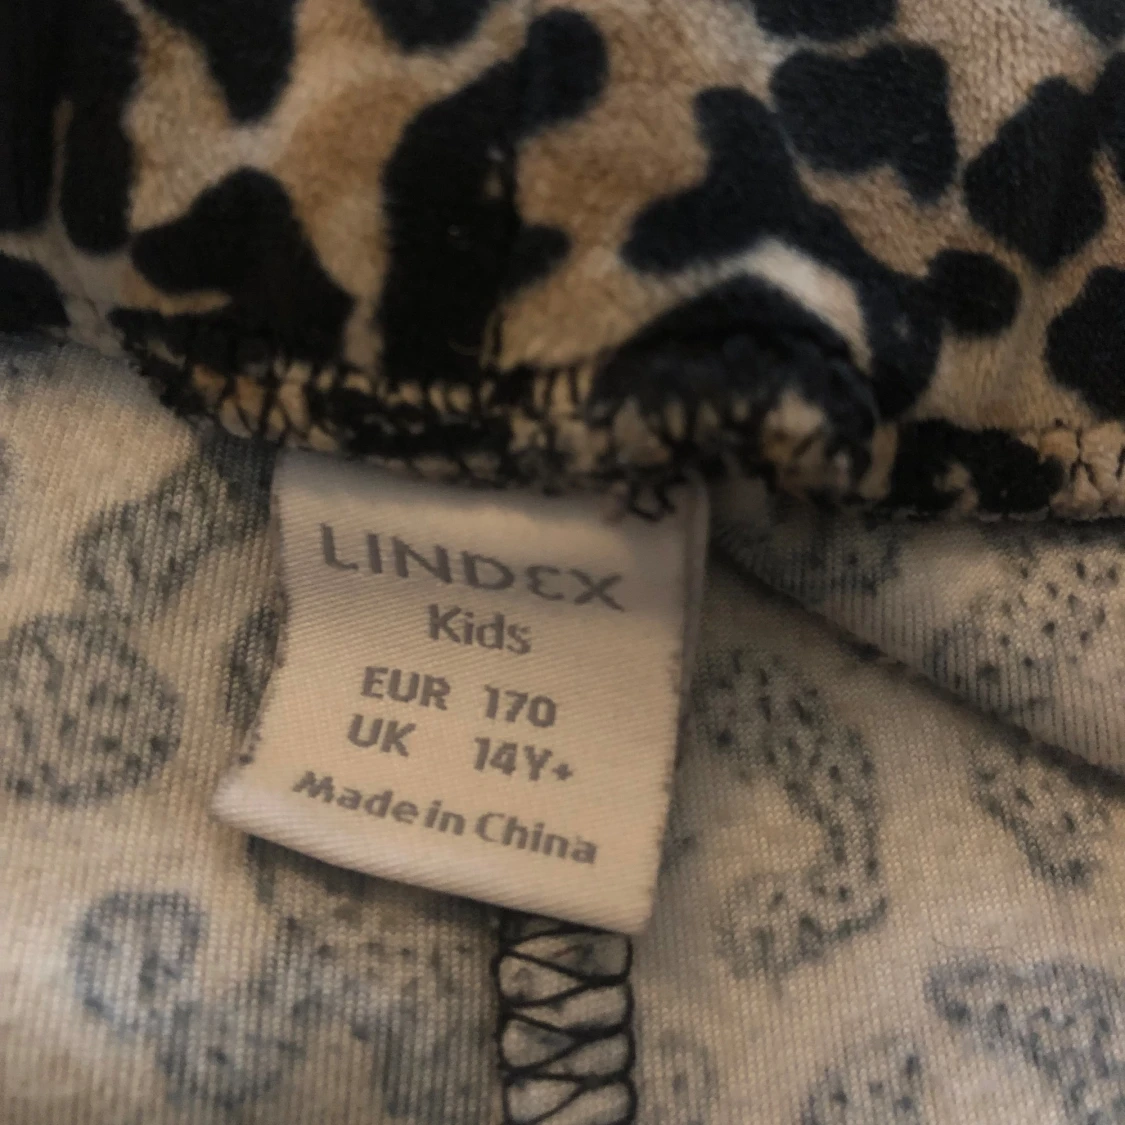 LINDEX
Kids
EUR 170
UK 14Y+
Made in China